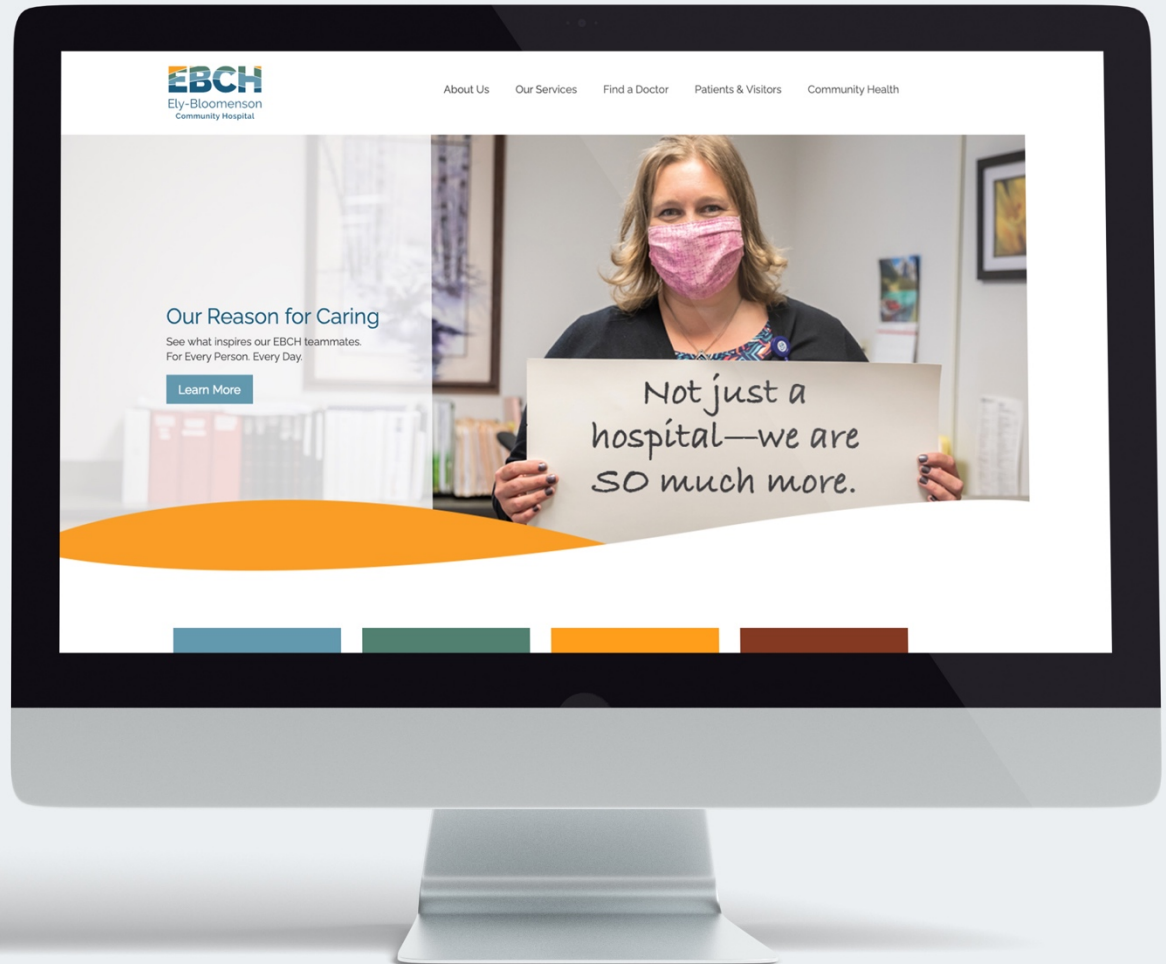 EBCH
Ely-Bloomenson
Community Hospital
About Us
Our Services
Find a Doctor
Patients & Visitors
Community Health
Our Reason for Caring
See what inspires our EBCH teammates.
For Every Person. Every Day.
Learn More
Not just a
hospital—we are
SO much more.